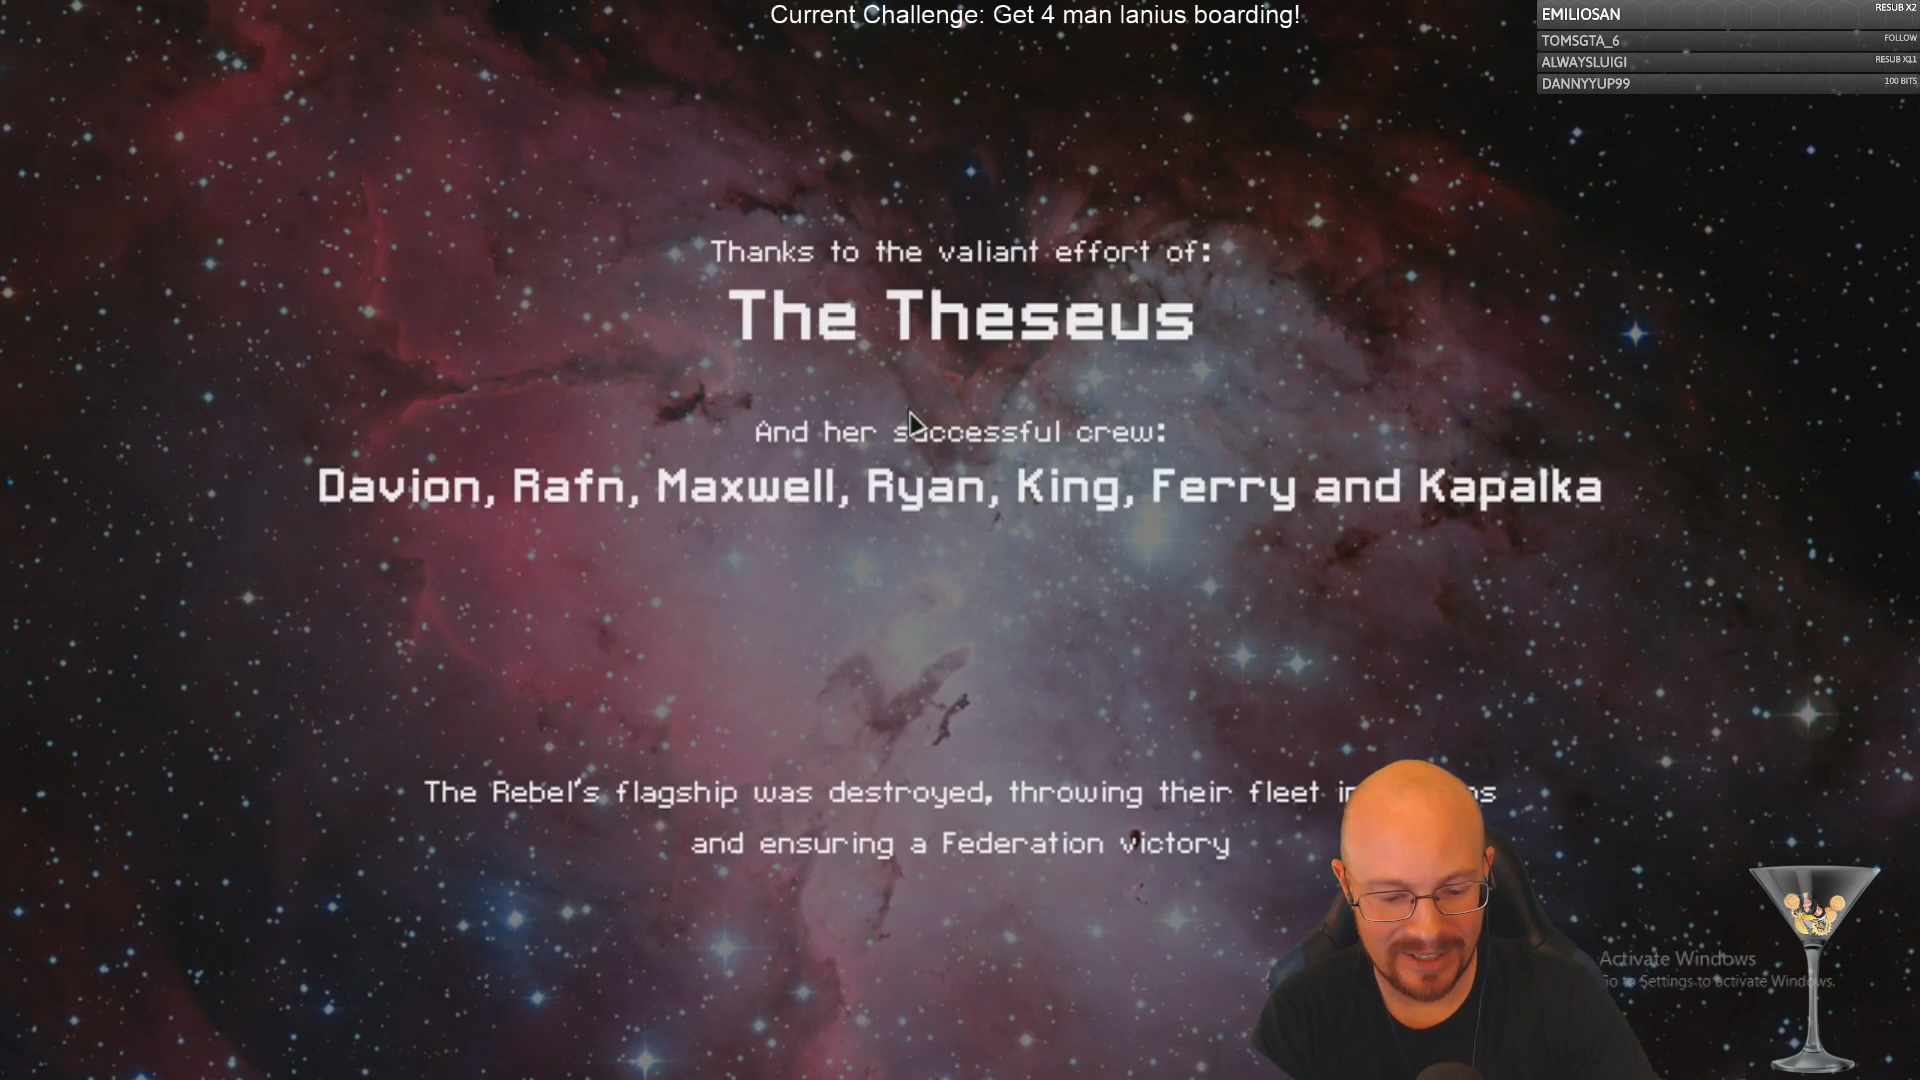 Current Challenge: Get 4 man lanius boarding!
EMILIOSAN RESUB X2
TOMSGTA_6 FOLLOW
ALWAYSLUIGI RESUB X11
DANNYYUP99 100 BITS
Thanks to the valiant effort of:
The Theseus
And her successful crew:
Davion, Rafn, Maxwell, Ryan, King, Ferry and Kapalka
The Rebel's flagship was destroyed, throwing their fleet
and ensuring a Federation victory
Activate Windows
Go to Settings to activate Windows.